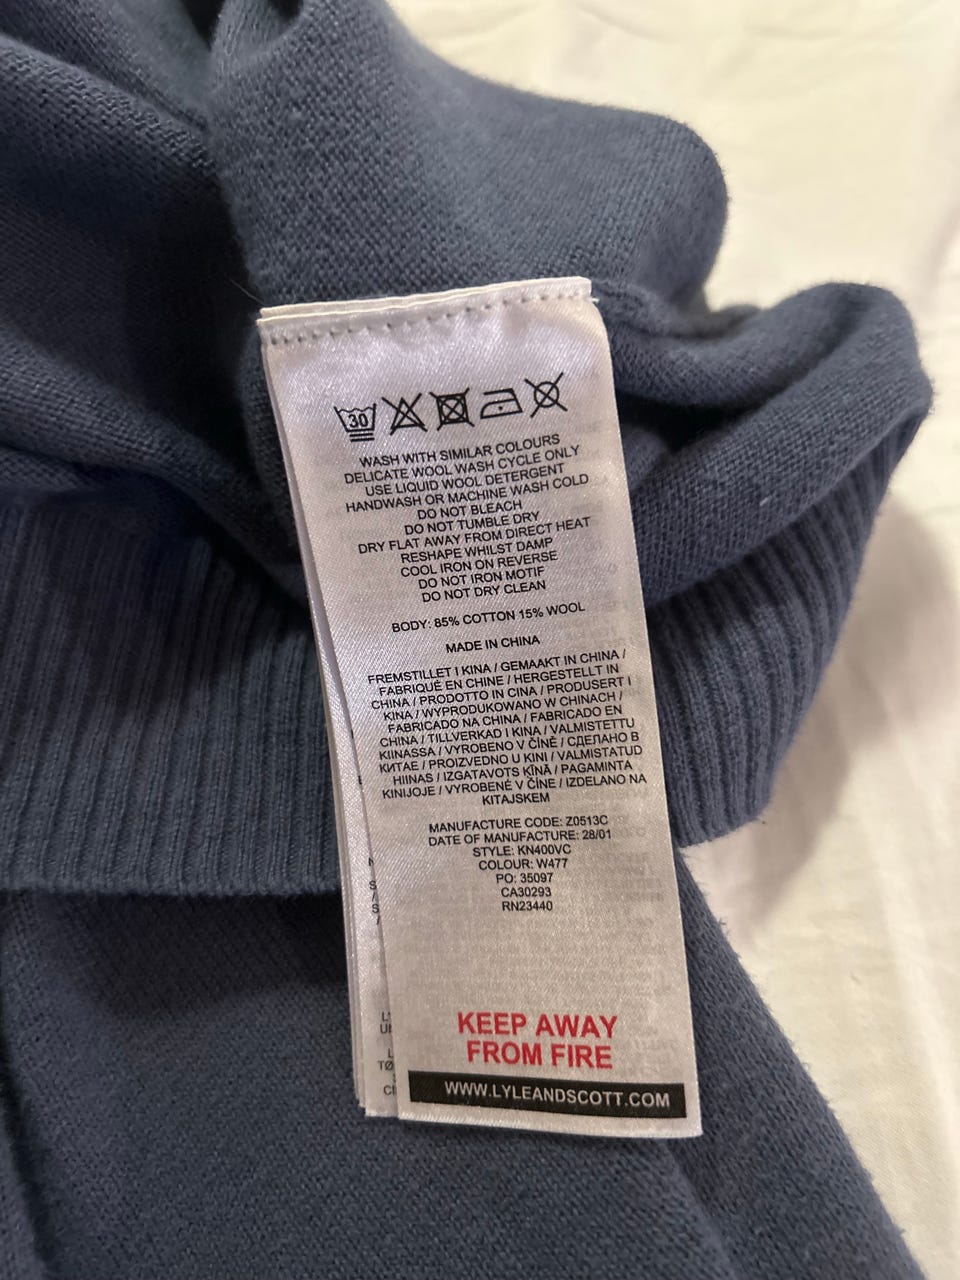 30
WASH WITH SIMILAR COLOURS
DELICATE WOOL WASH CYCLE ONLY
USE LIQUID WOOL DETERGENT
HANDWASH OR MACHINE WASH COLD
DO NOT BLEACH
DO NOT TUMBLE DRY
DRY FLAT AWAY FROM DIRECT HEAT
RESHAPE WHILST DAMP
COOL IRON ON REVERSE
DO NOT IRON MOTIF
DO NOT DRY CLEAN
BODY: 85% COTTON 15% WOOL
MADE IN CHINA
FREMSTILLET I KINA / GEMAAKT IN CHINA /
FABRIQUÉ EN CHINE / HERGESTELLT IN
CHINA / PRODOTTO IN CINA / PRODUSERT I
KINA / WYPRODUKOWANO W CHINACH /
FABRICADO NA CHINA / FABRICADO EN
CHINA / TILLVERKAD I KINA / VALMISTETTU
KIINASSA / VYROBENO V ČÍNĚ / СДЕЛАНО В
КИТАЕ / PROIZVEDNO U KINI / VALMISTATUD
HIINAS / IZGATAVOTS ĶĪNĀ / PAGAMINTA
KINIJOJE / VYROBENÉ V ČÍNE / IZDELANO NA
KITAJSKEM
MANUFACTURE CODE: Z0513C
DATE OF MANUFACTURE: 28/01
STYLE: KN400VC
COLOUR: W477
PO: 35097
CA30293
RN23440
KEEP AWAY
FROM FIRE
WWW.LYLEANDSCOTT.COM